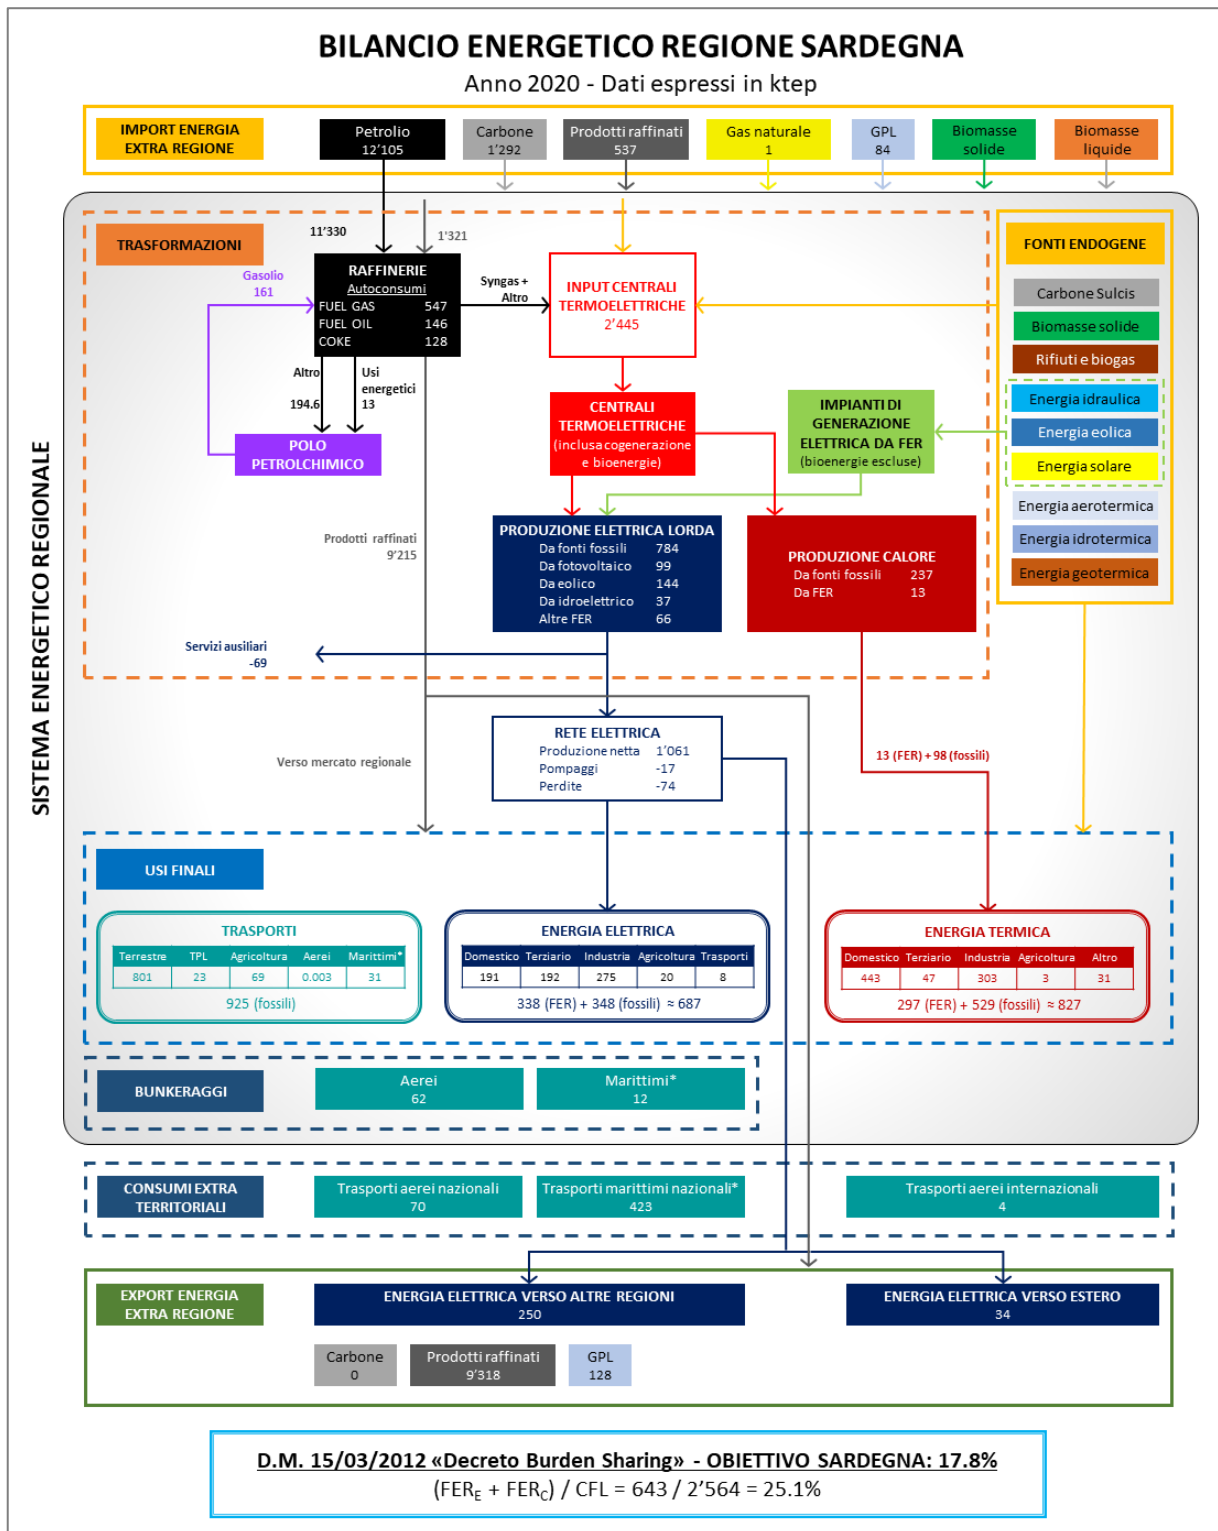 BILANCIO ENERGETICO REGIONE SARDEGNA
Anno 2020 - Dati espressi in ktep
IMPORT ENERGIA
EXTRA REGIONE
Petrolio
12’105
Carbone
1’292
Prodotti raffinati
537
Gas naturale
1
GPL
84
Biomasse
solide
Biomasse
liquide
SISTEMA ENERGETICO REGIONALE
TRASFORMAZIONI
11’330
1'321
Gasolio
161
RAFFINERIE
Autoconsumi
FUEL GAS 547
FUEL OIL 146
COKE 128
Syngas +
Altro
INPUT CENTRALI
TERMOELETTRICHE
2’445
FONTI ENDOGENE
Carbone Sulcis
Biomasse solide
Rifiuti e biogas
Energia idraulica
Energia eolica
Energia solare
Energia aerotermica
Energia idrotermica
Energia geotermica
Altro
194.6
Usi
energetici
13
POLO
PETROLCHIMICO
CENTRALI
TERMOELETTRICHE
(inclusa cogenerazione
e bioenergie)
IMPIANTI DI
GENERAZIONE
ELETTRICA DA FER
(bioenergie escluse)
Prodotti raffinati
9’215
PRODUZIONE ELETTRICA LORDA
Da fonti fossili 784
Da fotovoltaico 99
Da eolico 144
Da idroelettrico 37
Altre FER 66
PRODUZIONE CALORE
Da fonti fossili 237
Da FER 13
Servizi ausiliari
-69
RETE ELETTRICA
Produzione netta 1’061
Pompaggi -17
Perdite -74
Verso mercato regionale
13 (FER) + 98 (fossili)
USI FINALI
TRASPORTI
Terrestre TPL Agricoltura Aerei Marittimi*
801 23 69 0.003 31
925 (fossili)
ENERGIA ELETTRICA
Domestico Terziario Industria Agricoltura Trasporti
191 192 275 20 8
338 (FER) + 348 (fossili) ≈ 687
ENERGIA TERMICA
Domestico Terziario Industria Agricoltura Altro
443 47 303 3 31
297 (FER) + 529 (fossili) ≈ 827
BUNKERAGGI
Aerei
62
Marittimi*
12
CONSUMI EXTRA
TERRITORIALI
Trasporti aerei nazionali
70
Trasporti marittimi nazionali*
423
Trasporti aerei internazionali
4
EXPORT ENERGIA
EXTRA REGIONE
ENERGIA ELETTRICA VERSO ALTRE REGIONI
250
ENERGIA ELETTRICA VERSO ESTERO
34
Carbone
0
Prodotti raffinati
9’318
GPL
128
D.M. 15/03/2012 «Decreto Burden Sharing» - OBIETTIVO SARDEGNA: 17.8%
(FERE + FERC) / CFL = 643 / 2’564 = 25.1%